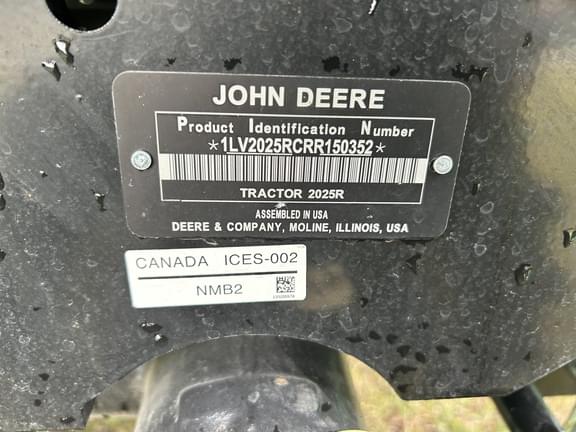 JOHN DEERE
Product Identification Number
*1LV2025RCRR150352*
TRACTOR 2025R
ASSEMBLED IN USA
DEERE & COMPANY, MOLINE, ILLINOIS, USA
CANADA ICES-002
NMB2